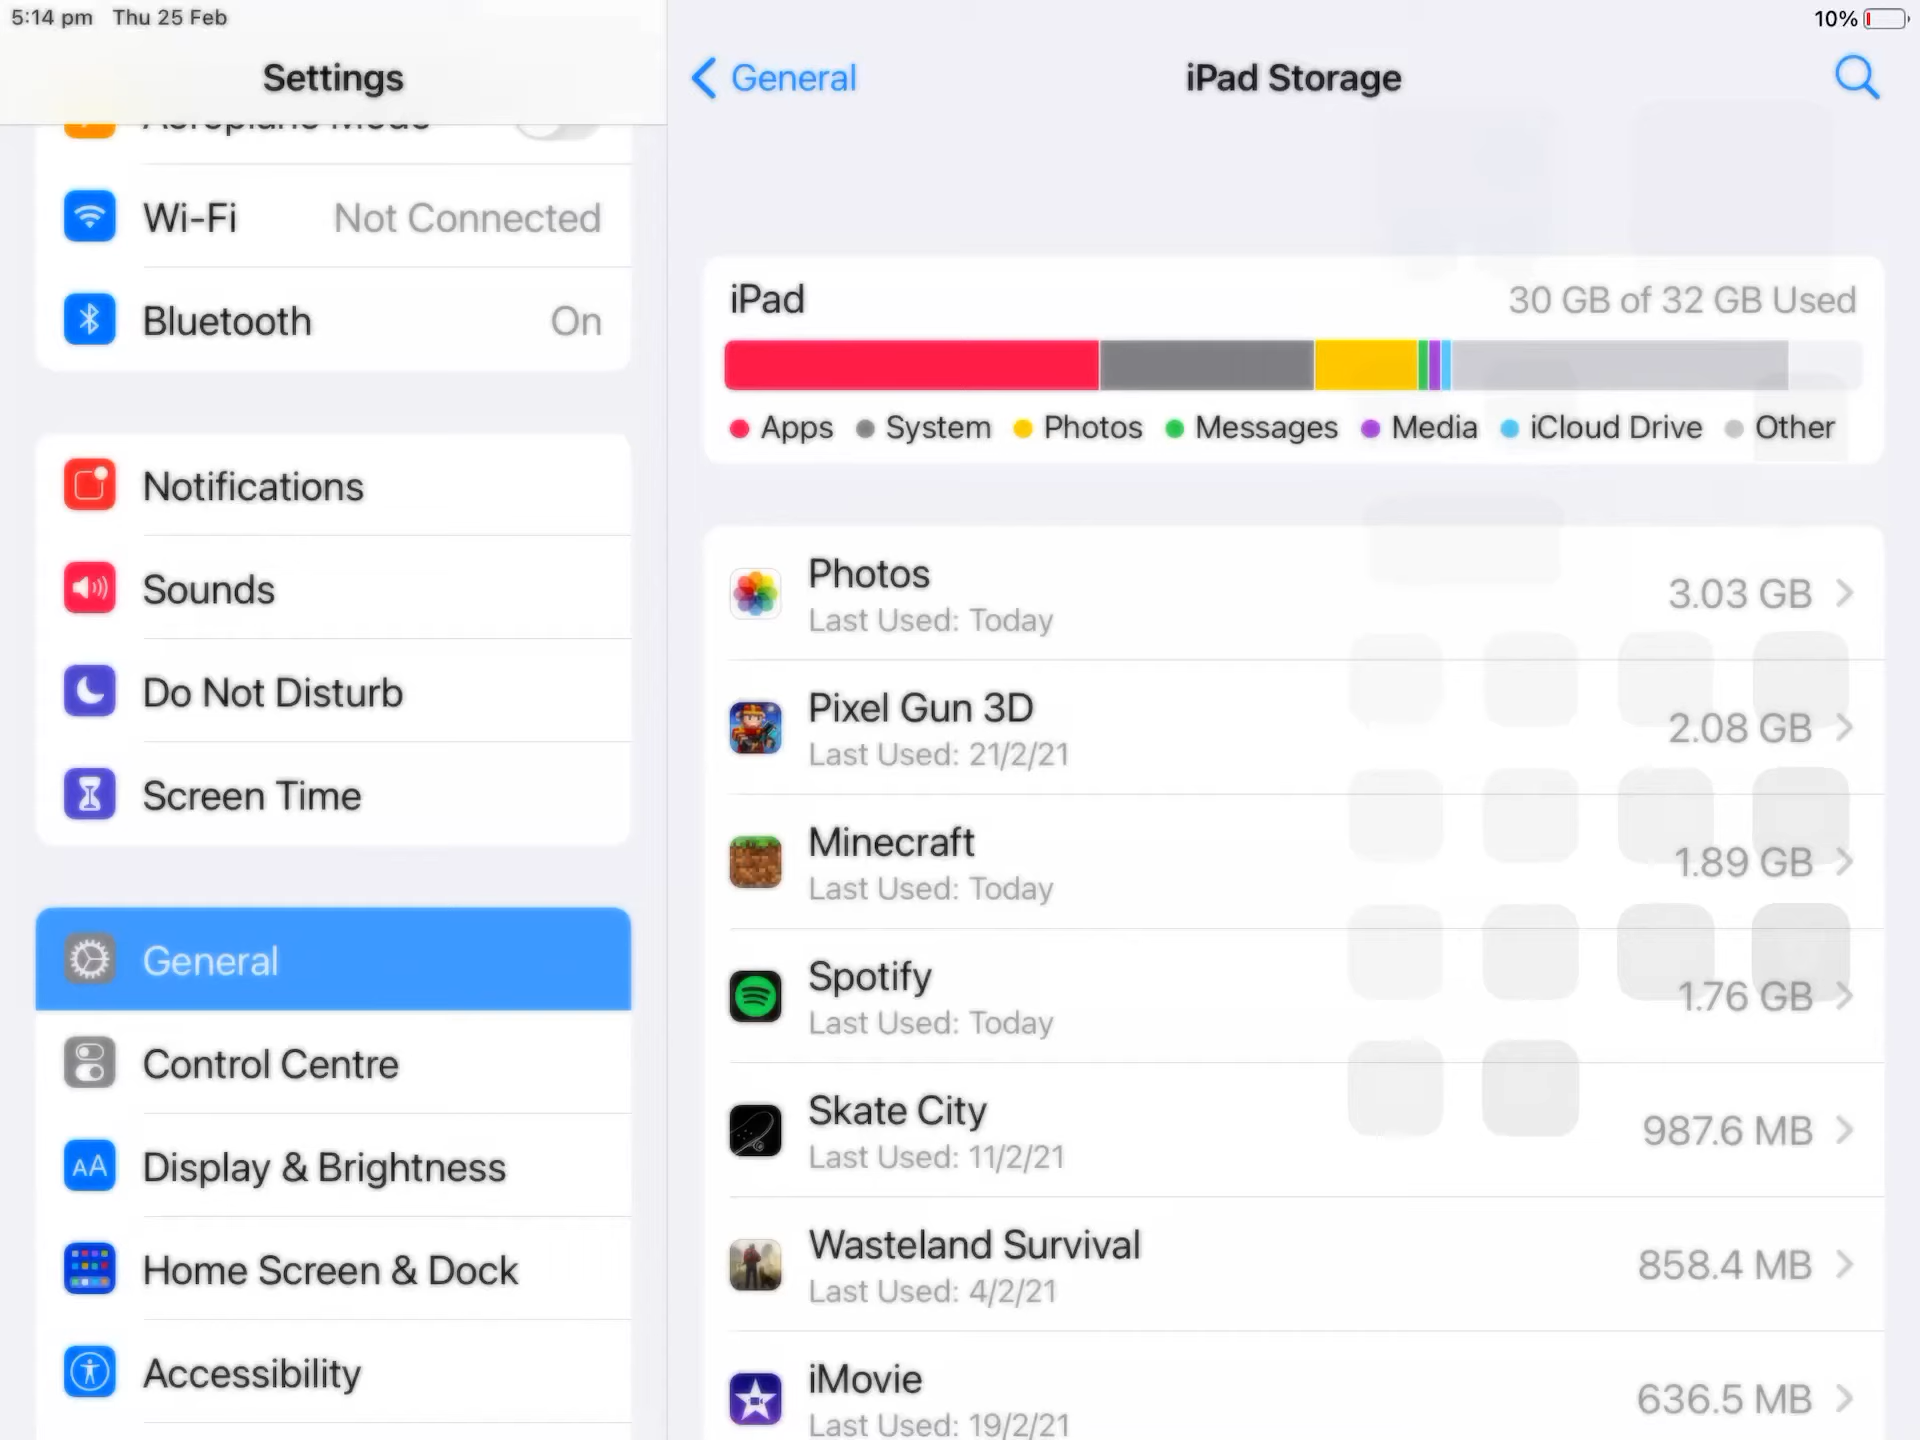 5:14 pm Thu 25 Feb
10%
Settings
Aeroplane Mode
Wi-Fi Not Connected
Bluetooth On
Notifications
Sounds
Do Not Disturb
Screen Time
General
Control Centre
AA Display & Brightness
Home Screen & Dock
Accessibility
General
iPad Storage
iPad 30 GB of 32 GB Used
Apps System Photos Messages Media iCloud Drive Other
Photos
Last Used: Today
3.03 GB
Pixel Gun 3D
Last Used: 21/2/21
2.08 GB
Minecraft
Last Used: Today
1.89 GB
Spotify
Last Used: Today
1.76 GB
Skate City
Last Used: 11/2/21
987.6 MB
Wasteland Survival
Last Used: 4/2/21
858.4 MB
iMovie
Last Used: 19/2/21
636.5 MB